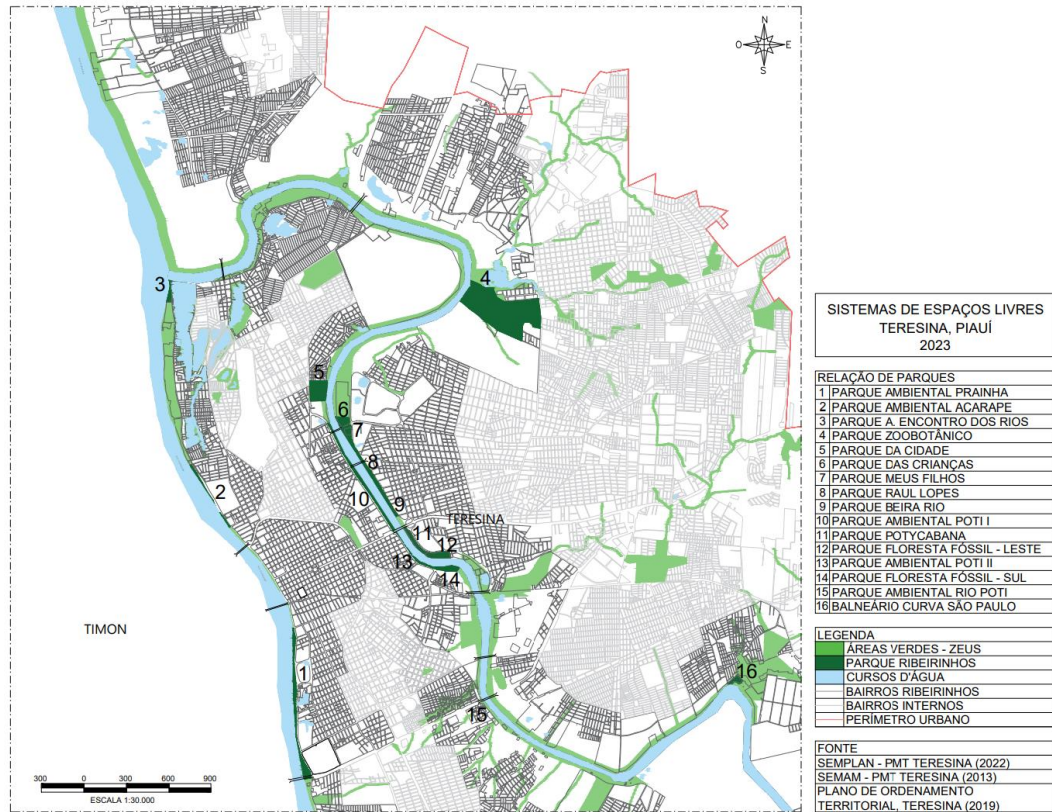 N
O E
S
3
4
5
6
7
8
2
10
9
TERESINA
11
12
13
14
TIMON
1
16
15
300 0 300 600 900
ESCALA 1:30.000
SISTEMAS DE ESPAÇOS LIVRES
TERESINA, PIAUÍ
2023
RELAÇÃO DE PARQUES
1 PARQUE AMBIENTAL PRAINHA
2 PARQUE AMBIENTAL ACARAPE
3 PARQUE A. ENCONTRO DOS RIOS
4 PARQUE ZOOBOTÂNICO
5 PARQUE DA CIDADE
6 PARQUE DAS CRIANÇAS
7 PARQUE MEUS FILHOS
8 PARQUE RAUL LOPES
9 PARQUE BEIRA RIO
10 PARQUE AMBIENTAL POTI I
11 PARQUE POTYCABANA
12 PARQUE FLORESTA FÓSSIL - LESTE
13 PARQUE AMBIENTAL POTI II
14 PARQUE FLORESTA FÓSSIL - SUL
15 PARQUE AMBIENTAL RIO POTI
16 BALNEÁRIO CURVA SÃO PAULO
LEGENDA
ÁREAS VERDES - ZEUS
PARQUE RIBEIRINHOS
CURSOS D'ÁGUA
BAIRROS RIBEIRINHOS
BAIRROS INTERNOS
PERÍMETRO URBANO
FONTE
SEMPLAN - PMT TERESINA (2022)
SEMAM - PMT TERESINA (2013)
PLANO DE ORDENAMENTO
TERRITORIAL, TERESINA (2019)